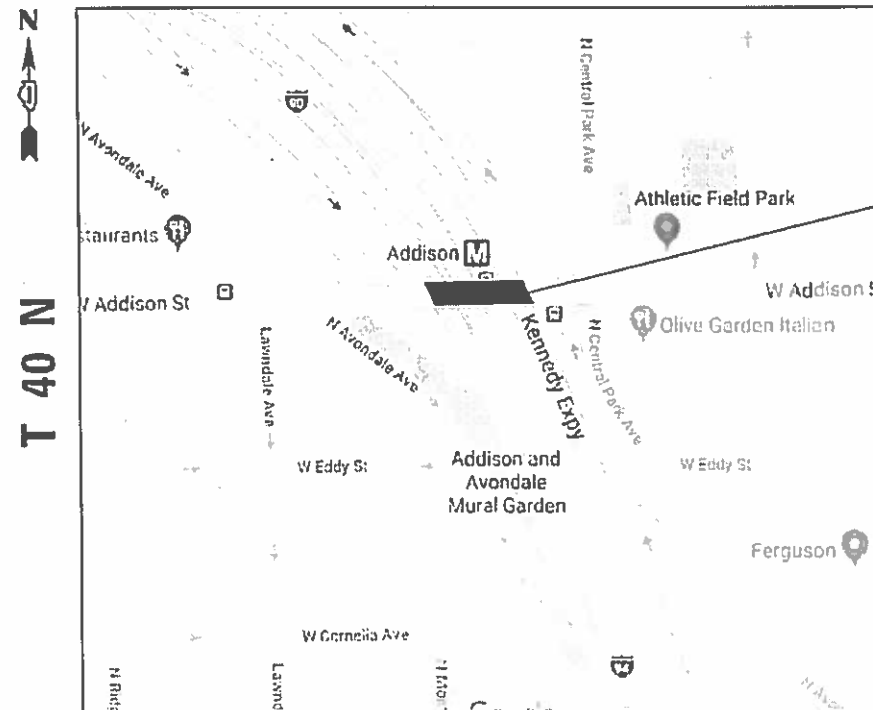 N
N Central Park Ave
90
N Avondale Ave
Athletic Field Park
staurants
Addison M
W Addison St
W Addison S
Olive Garden Italian
N Avondale Ave
Kennedy Expy
N Central Park Ave
Lawndale Ave
T 40 N
W Eddy St
Addison and
Avondale
Mural Garden
W Eddy St
Ferguson
W Cornelia Ave
Lawnd